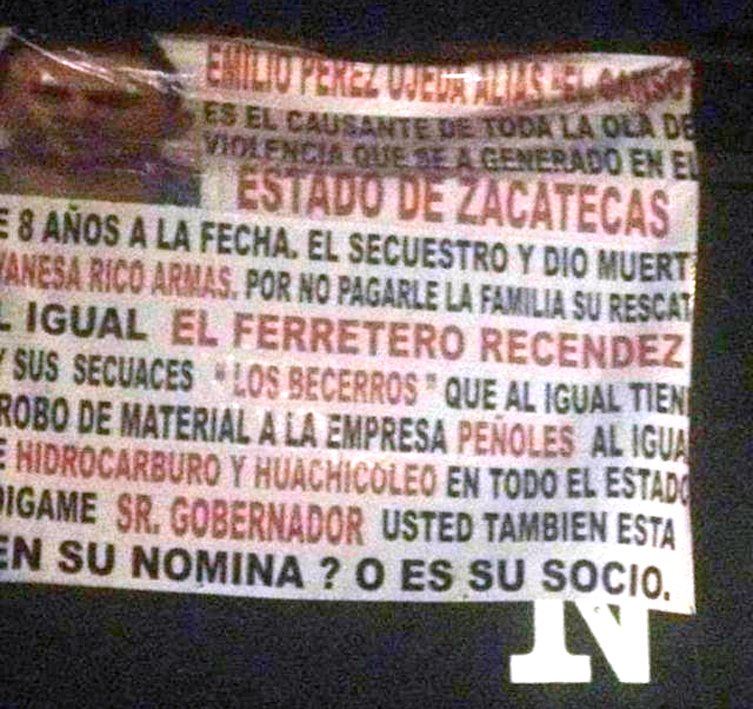 EMILIO PEREZ OJEDA ALIAS "EL GANSO"
ES EL CAUSANTE DE TODA LA OLA DE
VIOLENCIA QUE SE A GENERADO EN EL
ESTADO DE ZACATECAS
E 8 AÑOS A LA FECHA. EL SECUESTRO Y DIO MUERT
VANESA RICO ARMAS. POR NO PAGARLE LA FAMILIA SU RESCAT
L IGUAL EL FERRETERO RECENDEZ
Y SUS SECUACES "LOS BECERROS" QUE AL IGUAL TIEN
ROBO DE MATERIAL A LA EMPRESA PEÑOLES AL IGUA
E HIDROCARBURO Y HUACHICOLEO EN TODO EL ESTADO
DIGAME SR. GOBERNADOR USTED TAMBIEN ESTA
EN SU NOMINA ? O ES SU SOCIO.
N